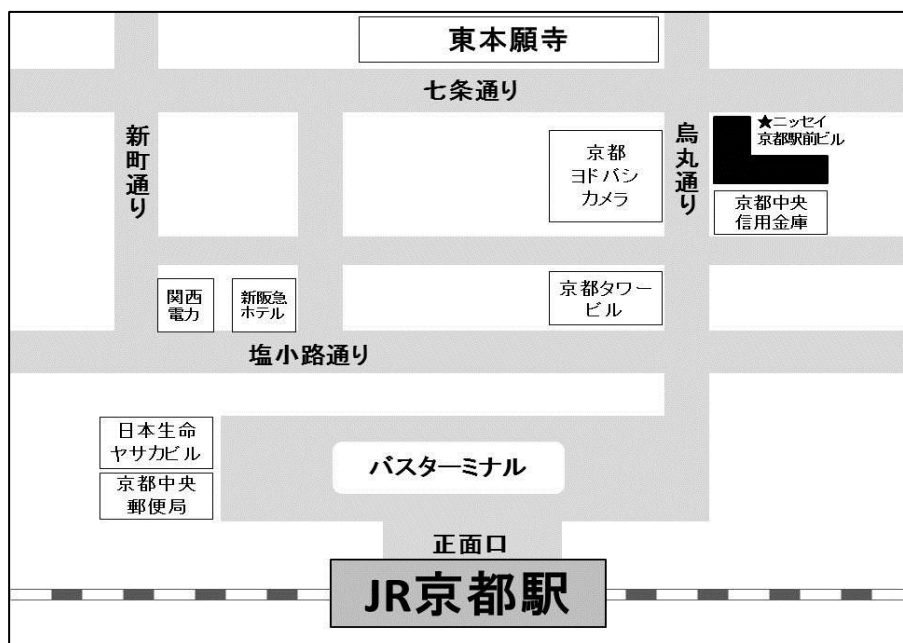 東本願寺
七条通り
新町通り
烏丸通り
★ニッセイ
京都駅前ビル
京都
ヨドバシ
カメラ
京都中央
信用金庫
関西
電力
新阪急
ホテル
京都タワー
ビル
塩小路通り
日本生命
ヤサカビル
京都中央
郵便局
バスターミナル
正面口
JR京都駅